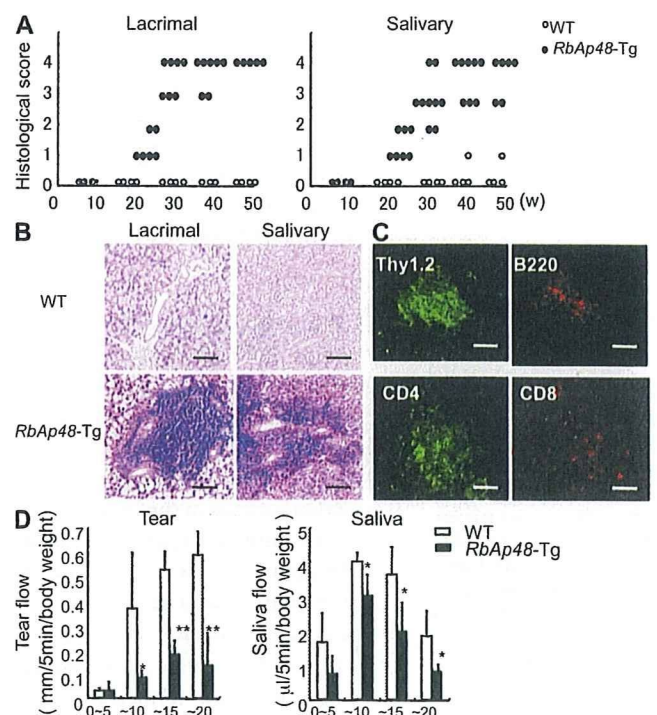 A
Lacrimal
Salivary
WT
RbAp48-Tg
Histological score
4
3
2
1
0
0 10 20 30 40 50
4
3
2
1
0
0 10 20 30 40 50 (w)
B
Lacrimal
Salivary
WT
RbAp48-Tg
C
Thy1.2
B220
CD4
CD8
D
Tear
Tear flow
( mm/5min/body weight)
0.7
0.6
0.5
0.4
0.3
0.2
0.1
0
*
**
**
0~5 ~10 ~15 ~20
Saliva
Saliva flow
( μl/5min/body weight)
5
4
3
2
1
0
*
*
*
0~5 ~10 ~15 ~20
WT
RbAp48-Tg